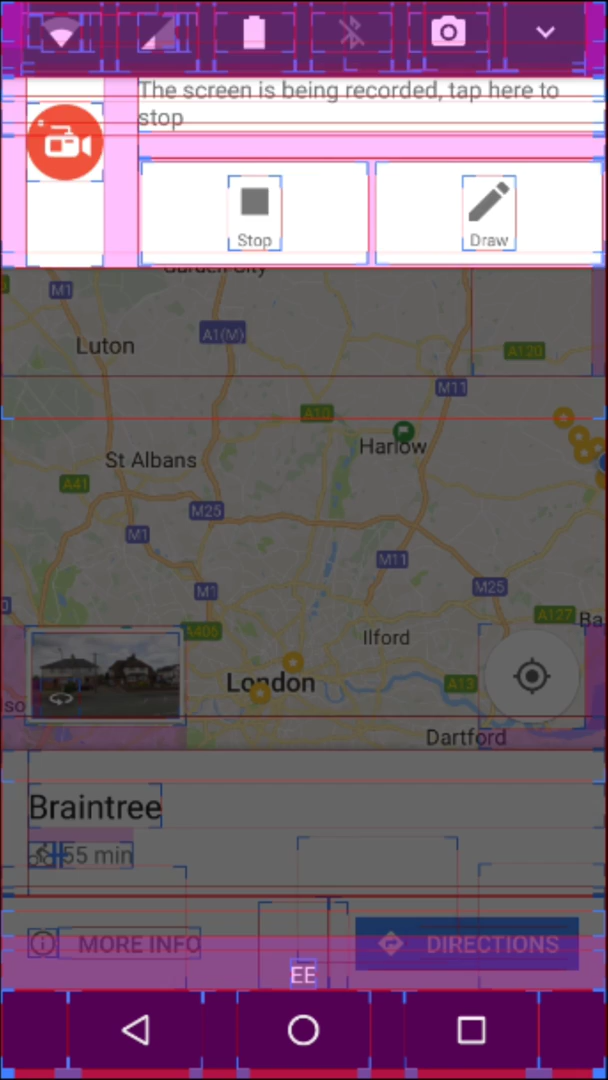 The screen is being recorded, tap here to
stop
Stop
Draw
Garden City
M1
A1(M)
Luton
A120
M11
A10
Harlow
St Albans
A41
M25
M1
M11
M25
M1
A127
Ba
A406
Ilford
London
A13
so
Dartford
Braintree
55 min
MORE INFO
DIRECTIONS
EE